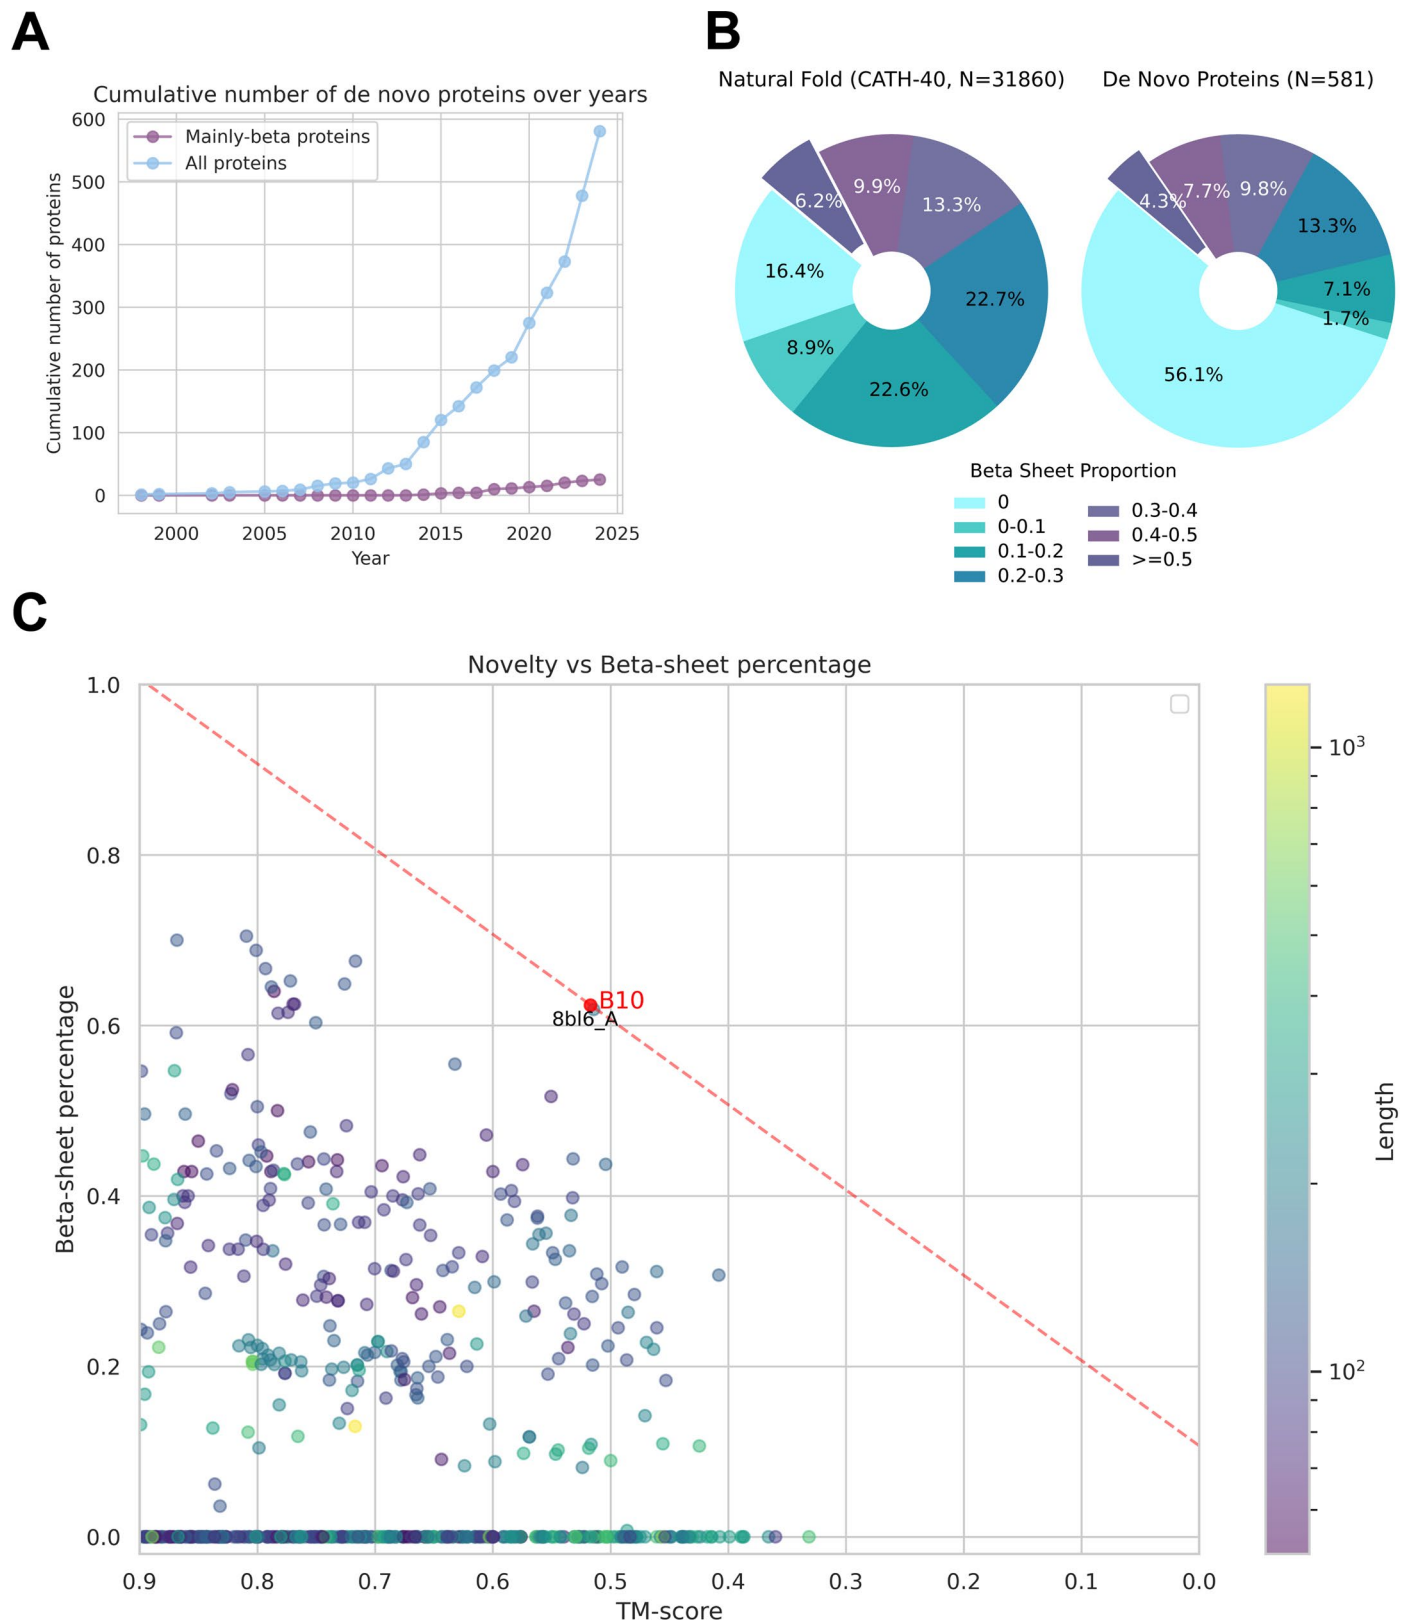 A
Cumulative number of de novo proteins over years
Mainly-beta proteins
All proteins
Cumulative number of proteins
600
500
400
300
200
100
0
2000 2005 2010 2015 2020 2025
Year
B
Natural Fold (CATH-40, N=31860)
De Novo Proteins (N=581)
6.2%
9.9%
13.3%
16.4%
22.7%
8.9%
22.6%
4.3%
7.7%
9.8%
13.3%
7.1%
1.7%
56.1%
Beta Sheet Proportion
0
0-0.1
0.1-0.2
0.2-0.3
0.3-0.4
0.4-0.5
>=0.5
C
Novelty vs Beta-sheet percentage
Beta-sheet percentage
1.0
0.8
0.6
0.4
0.2
0.0
B10
8bl6_A
0.9 0.8 0.7 0.6 0.5 0.4 0.3 0.2 0.1 0.0
TM-score
10³
10²
Length